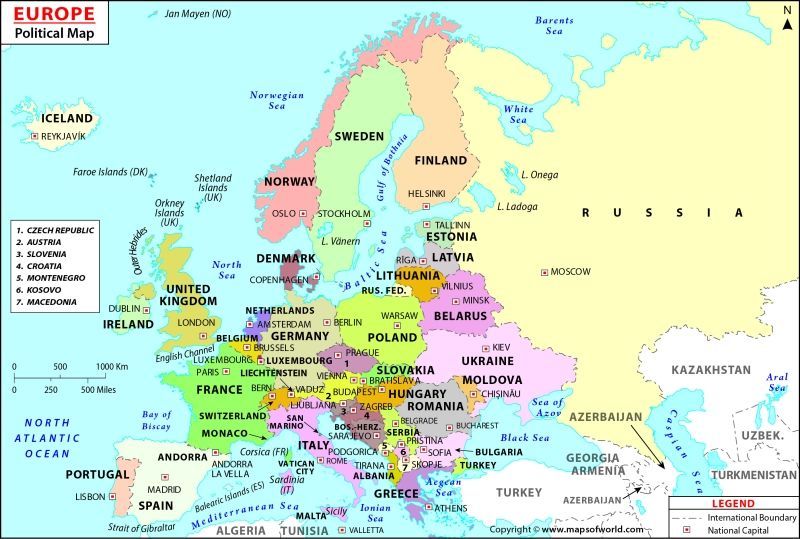 EUROPE
Political Map
Jan Mayen (NO)
N
Barents
Sea
Norwegian
Sea
White
Sea
ICELAND
REYKJAVÍK
SWEDEN
FINLAND
Gulf of Bothnia
Faroe Islands (DK)
Shetland
Islands
(UK)
NORWAY
HELSINKI
L. Onega
L. Ladoga
Orkney
Islands
(UK)
OSLO
STOCKHOLM
RUSSIA
1. CZECH REPUBLIC
2. AUSTRIA
3. SLOVENIA
4. CROATIA
5. MONTENEGRO
6. KOSOVO
7. MACEDONIA
Outer Hebrides
L. Vänern
TALLINN
ESTONIA
North
Sea
DENMARK
COPENHAGEN
Baltic Sea
RĪGA
LATVIA
MOSCOW
LITHUANIA
RUS. FED.
VILNIUS
UNITED
KINGDOM
MINSK
DUBLIN
IRELAND
LONDON
NETHERLANDS
AMSTERDAM
BERLIN
WARSAW
BELARUS
BELGIUM
BRUSSELS
GERMANY
POLAND
English Channel
LUXEMBOURG
LUXEMBOURG
PRAGUE
1
KIEV
UKRAINE
0
1000 KM
0
500 Miles
PARIS
LIECHTENSTEIN
VIENNA
SLOVAKIA
BRATISLAVA
MOLDOVA
KAZAKHSTAN
FRANCE
BERN
VADUZ
2
BUDAPEST
HUNGARY
CHIȘINĂU
Aral
Sea
SWITZERLAND
LJUBLJANA
3
ZAGREB
4
ROMANIA
Sea of
Azov
Bay of
Biscay
MONACO
SAN
MARINO
BOS.-HERZ.
BELGRADE
BUCHAREST
AZERBAIJAN
Caspian Sea
UZBEK.
NORTH
ATLANTIC
OCEAN
SARAJEVO
SERBIA
Black Sea
ITALY
PRISTINA
ANDORRA
ANDORRA
LA VELLA
Corsica (FR)
VATICAN
CITY
ROME
PODGORICA
5
6
SOFIA
BULGARIA
GEORGIA
ARMENIA
PORTUGAL
LISBON
MADRID
SPAIN
Balearic Islands (ES)
Sardinia
(IT)
TIRANA
ALBANIA
7
SKOPJE
TURKEY
TURKMENISTAN
Aegean
Sea
TURKEY
AZERBAIJAN
GREECE
Strait of Gibraltar
Mediterranean Sea
MALTA
Sicily
Ionian
Sea
ATHENS
ALGERIA
TUNISIA
VALLETTA
LEGEND
International Boundary
National Capital
Copyright © www.mapsofworld.com